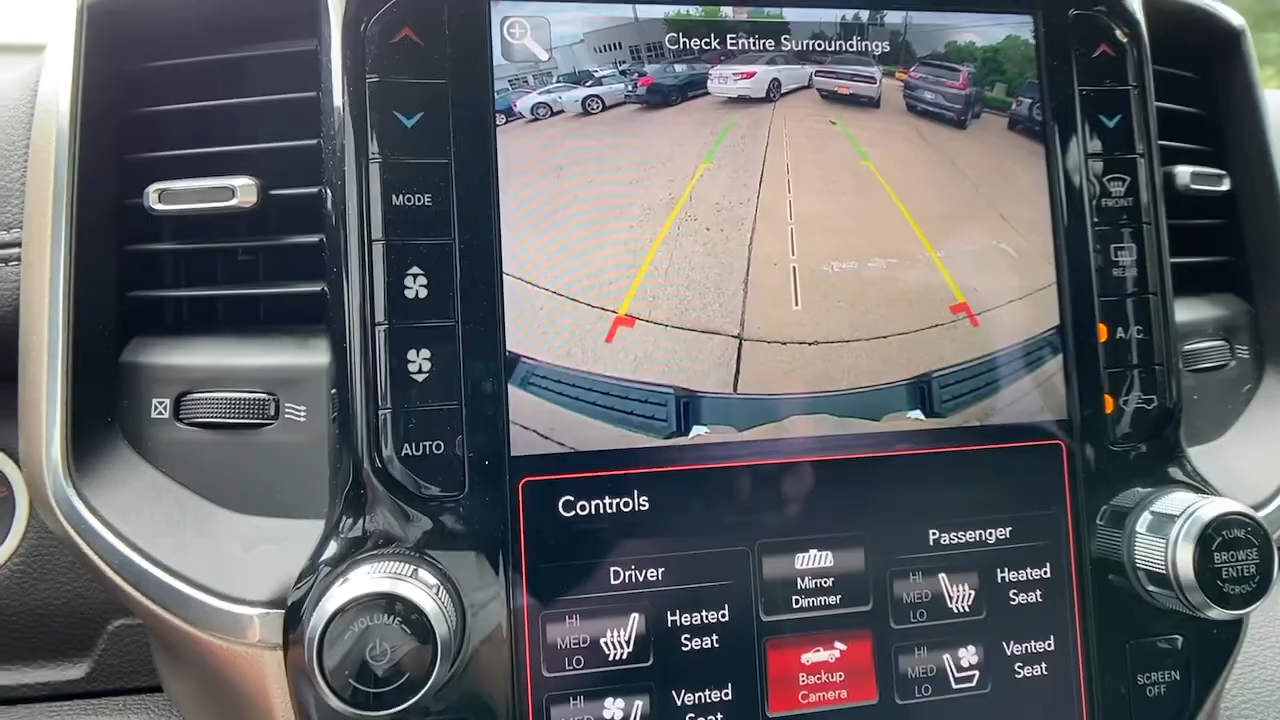 Check Entire Surroundings
MODE
FRONT
REAR
A/C
AUTO
Controls
Driver
Passenger
Mirror
Dimmer
HI
MED
LO
Heated
Seat
HI
MED
LO
Heated
Seat
Backup
Camera
HI
MED
LO
Vented
Seat
HI
MED
Vented
Seat
VOLUME
TUNE
BROWSE
ENTER
SCROLL
SCREEN
OFF